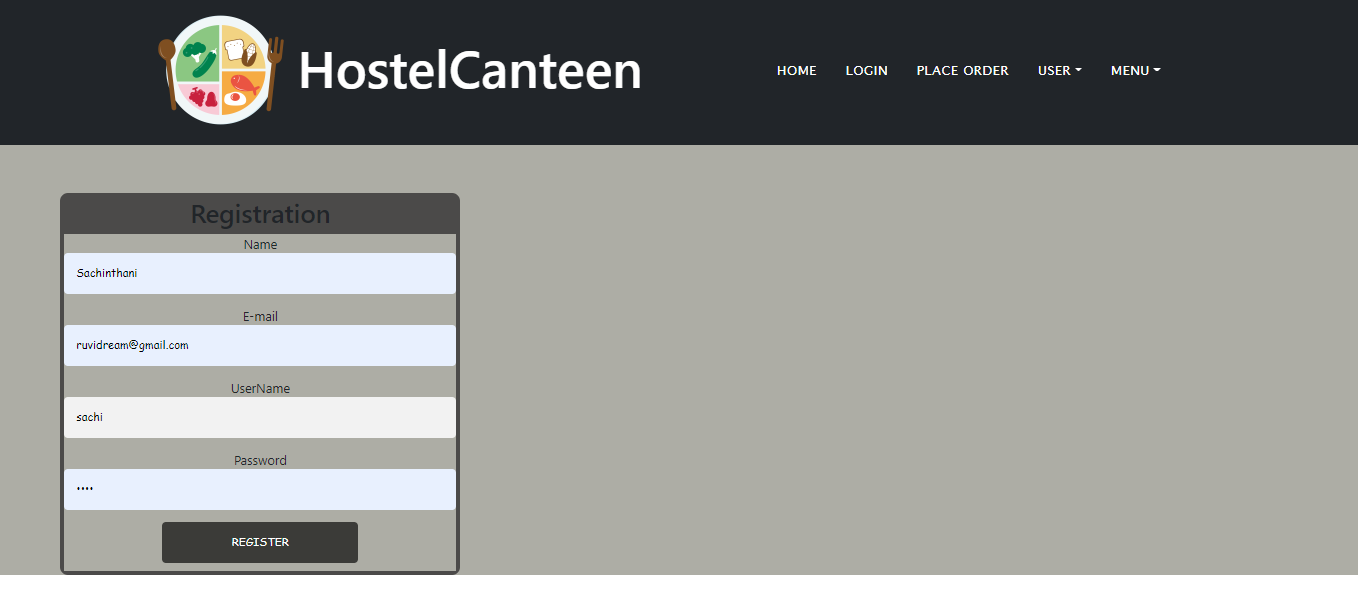 HostelCanteen
HOME LOGIN PLACE ORDER USER MENU
Registration
Name
Sachinthani
E-mail
ruvidream@gmail.com
UserName
sachi
Password
••••
REGISTER